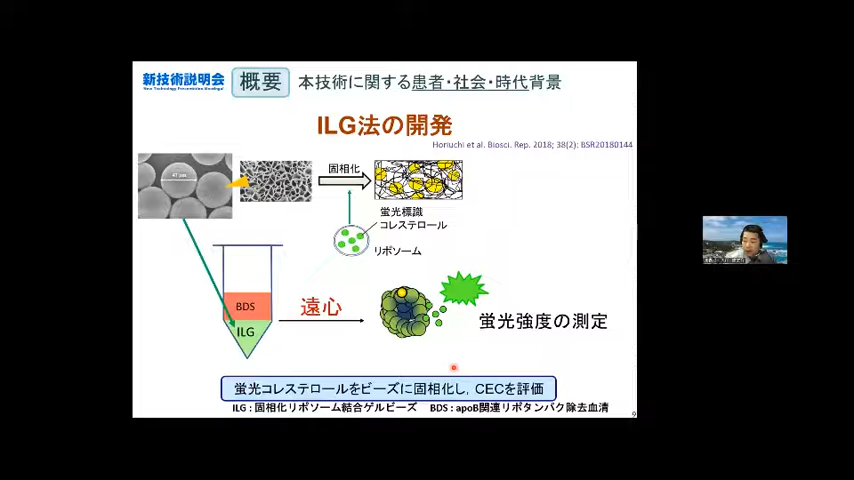 新技術説明会
New Technology Presentation Meetings!
概要
本技術に関する患者・社会・時代背景
ILG法の開発
Horiuchi et al. Biosci. Rep. 2018; 38(2): BSR20180144
固相化
蛍光標識
コレステロール
リポソーム
BDS
ILG
遠心
蛍光強度の測定
蛍光コレステロールをビーズに固相化し，CECを評価
ILG : 固相化リポソーム結合ゲルビーズ BDS : apoB関連リポタンパク除去血清
9